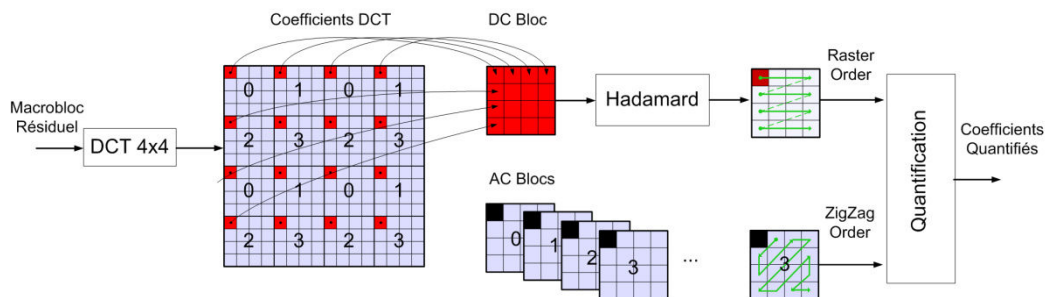 Coefficients DCT
DC Bloc
Macrobloc
Résiduel
DCT 4x4
0 1 0 1
2 3 2 3
0 1 0 1
2 3 2 3
Hadamard
Raster
Order
Quantification
Coefficients
Quantifiés
AC Blocs
0
1
2
3
...
ZigZag
Order
3